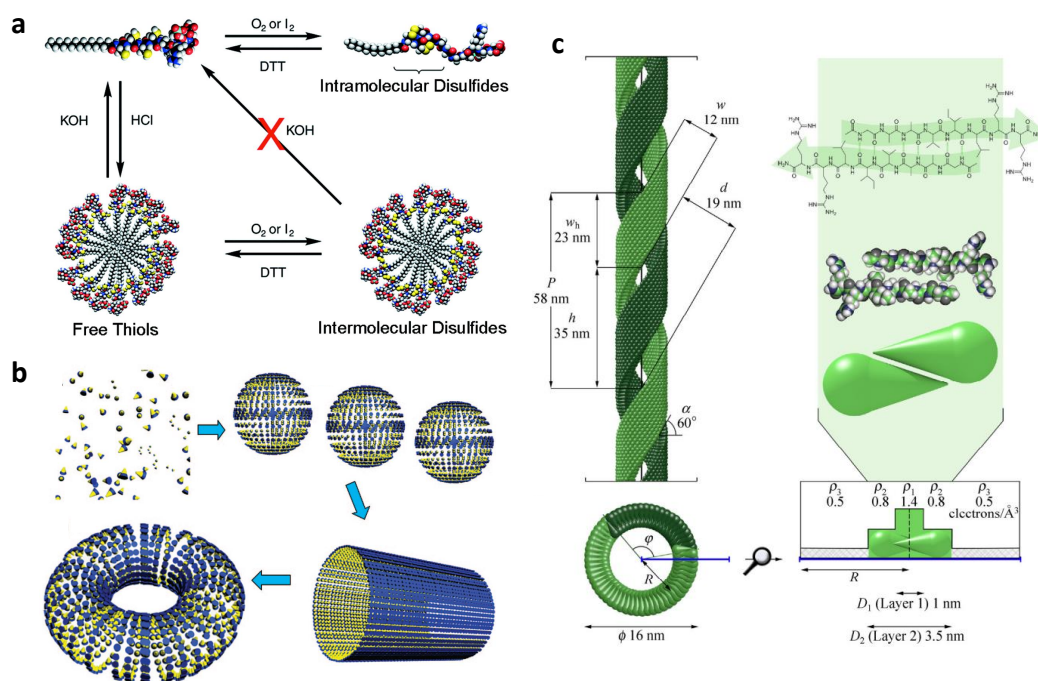 a
O₂ or I₂
DTT
Intramolecular Disulfides
KOH
HCl
X
KOH
O₂ or I₂
DTT
Free Thiols
Intermolecular Disulfides
b
c
w
12 nm
d
19 nm
wₕ
23 nm
P
58 nm
h
35 nm
α
60°
φ
R
ϕ 16 nm
ρ₃ ρ₂ ρ₁ ρ₂ ρ₃
0.5 0.8 1.4 0.8 0.5
electrons/Å³
R
D₁ (Layer 1) 1 nm
D₂ (Layer 2) 3.5 nm